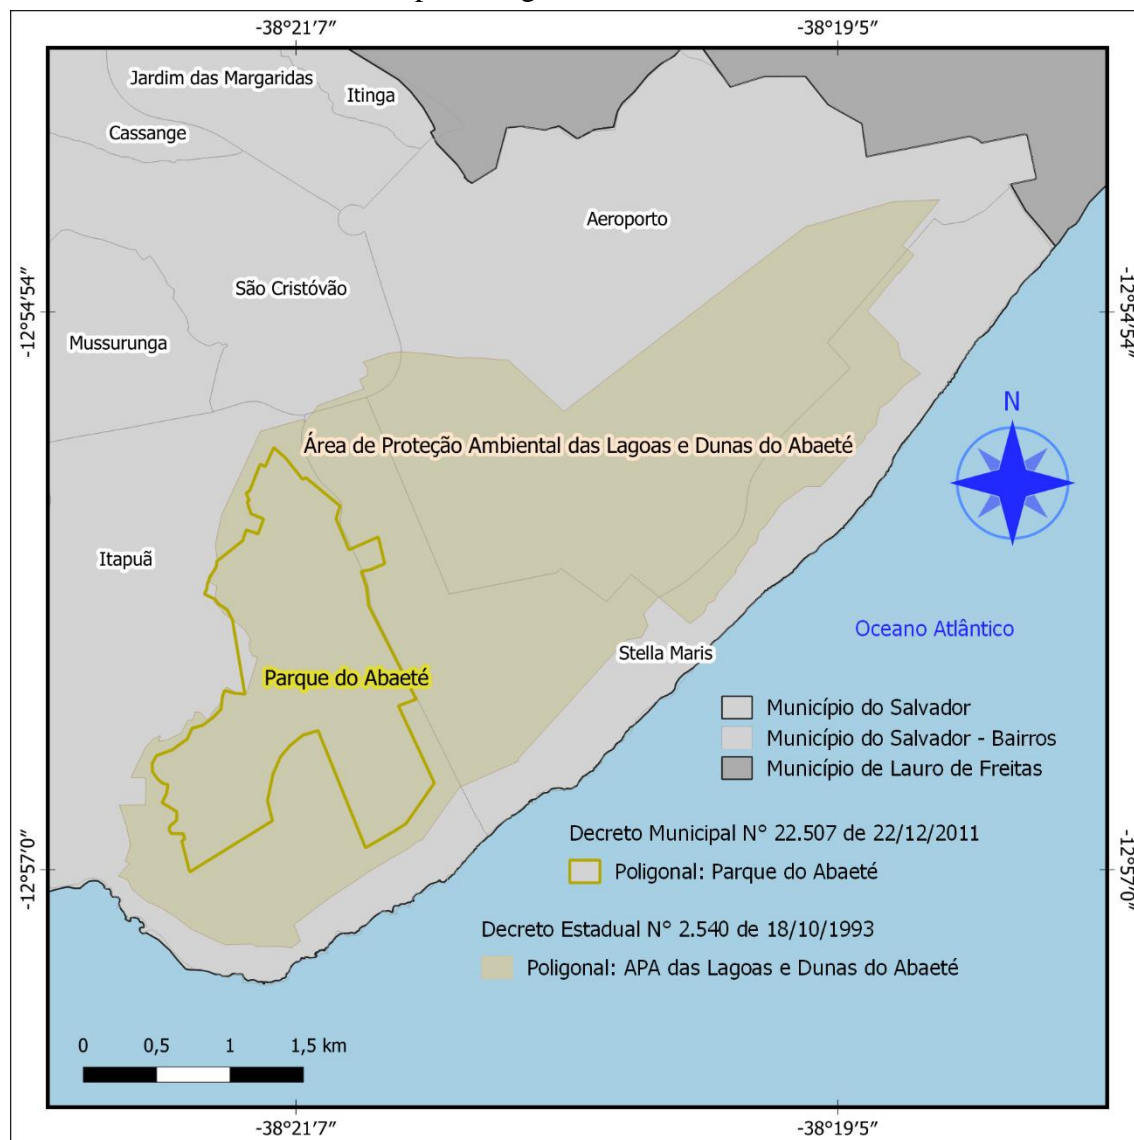 -38°21′7″
-38°19′5″
Jardim das Margaridas
Itinga
Cassange
Aeroporto
São Cristóvão
-12°54′54″
-12°54′54″
Mussurunga
N
Área de Proteção Ambiental das Lagoas e Dunas do Abaeté
Itapuã
Oceano Atlântico
Stella Maris
Parque do Abaeté
Município do Salvador
Município do Salvador - Bairros
Município de Lauro de Freitas
Decreto Municipal N° 22.507 de 22/12/2011
Poligonal: Parque do Abaeté
-12°57′0″
-12°57′0″
Decreto Estadual N° 2.540 de 18/10/1993
Poligonal: APA das Lagoas e Dunas do Abaeté
0 0,5 1 1,5 km
-38°21′7″
-38°19′5″